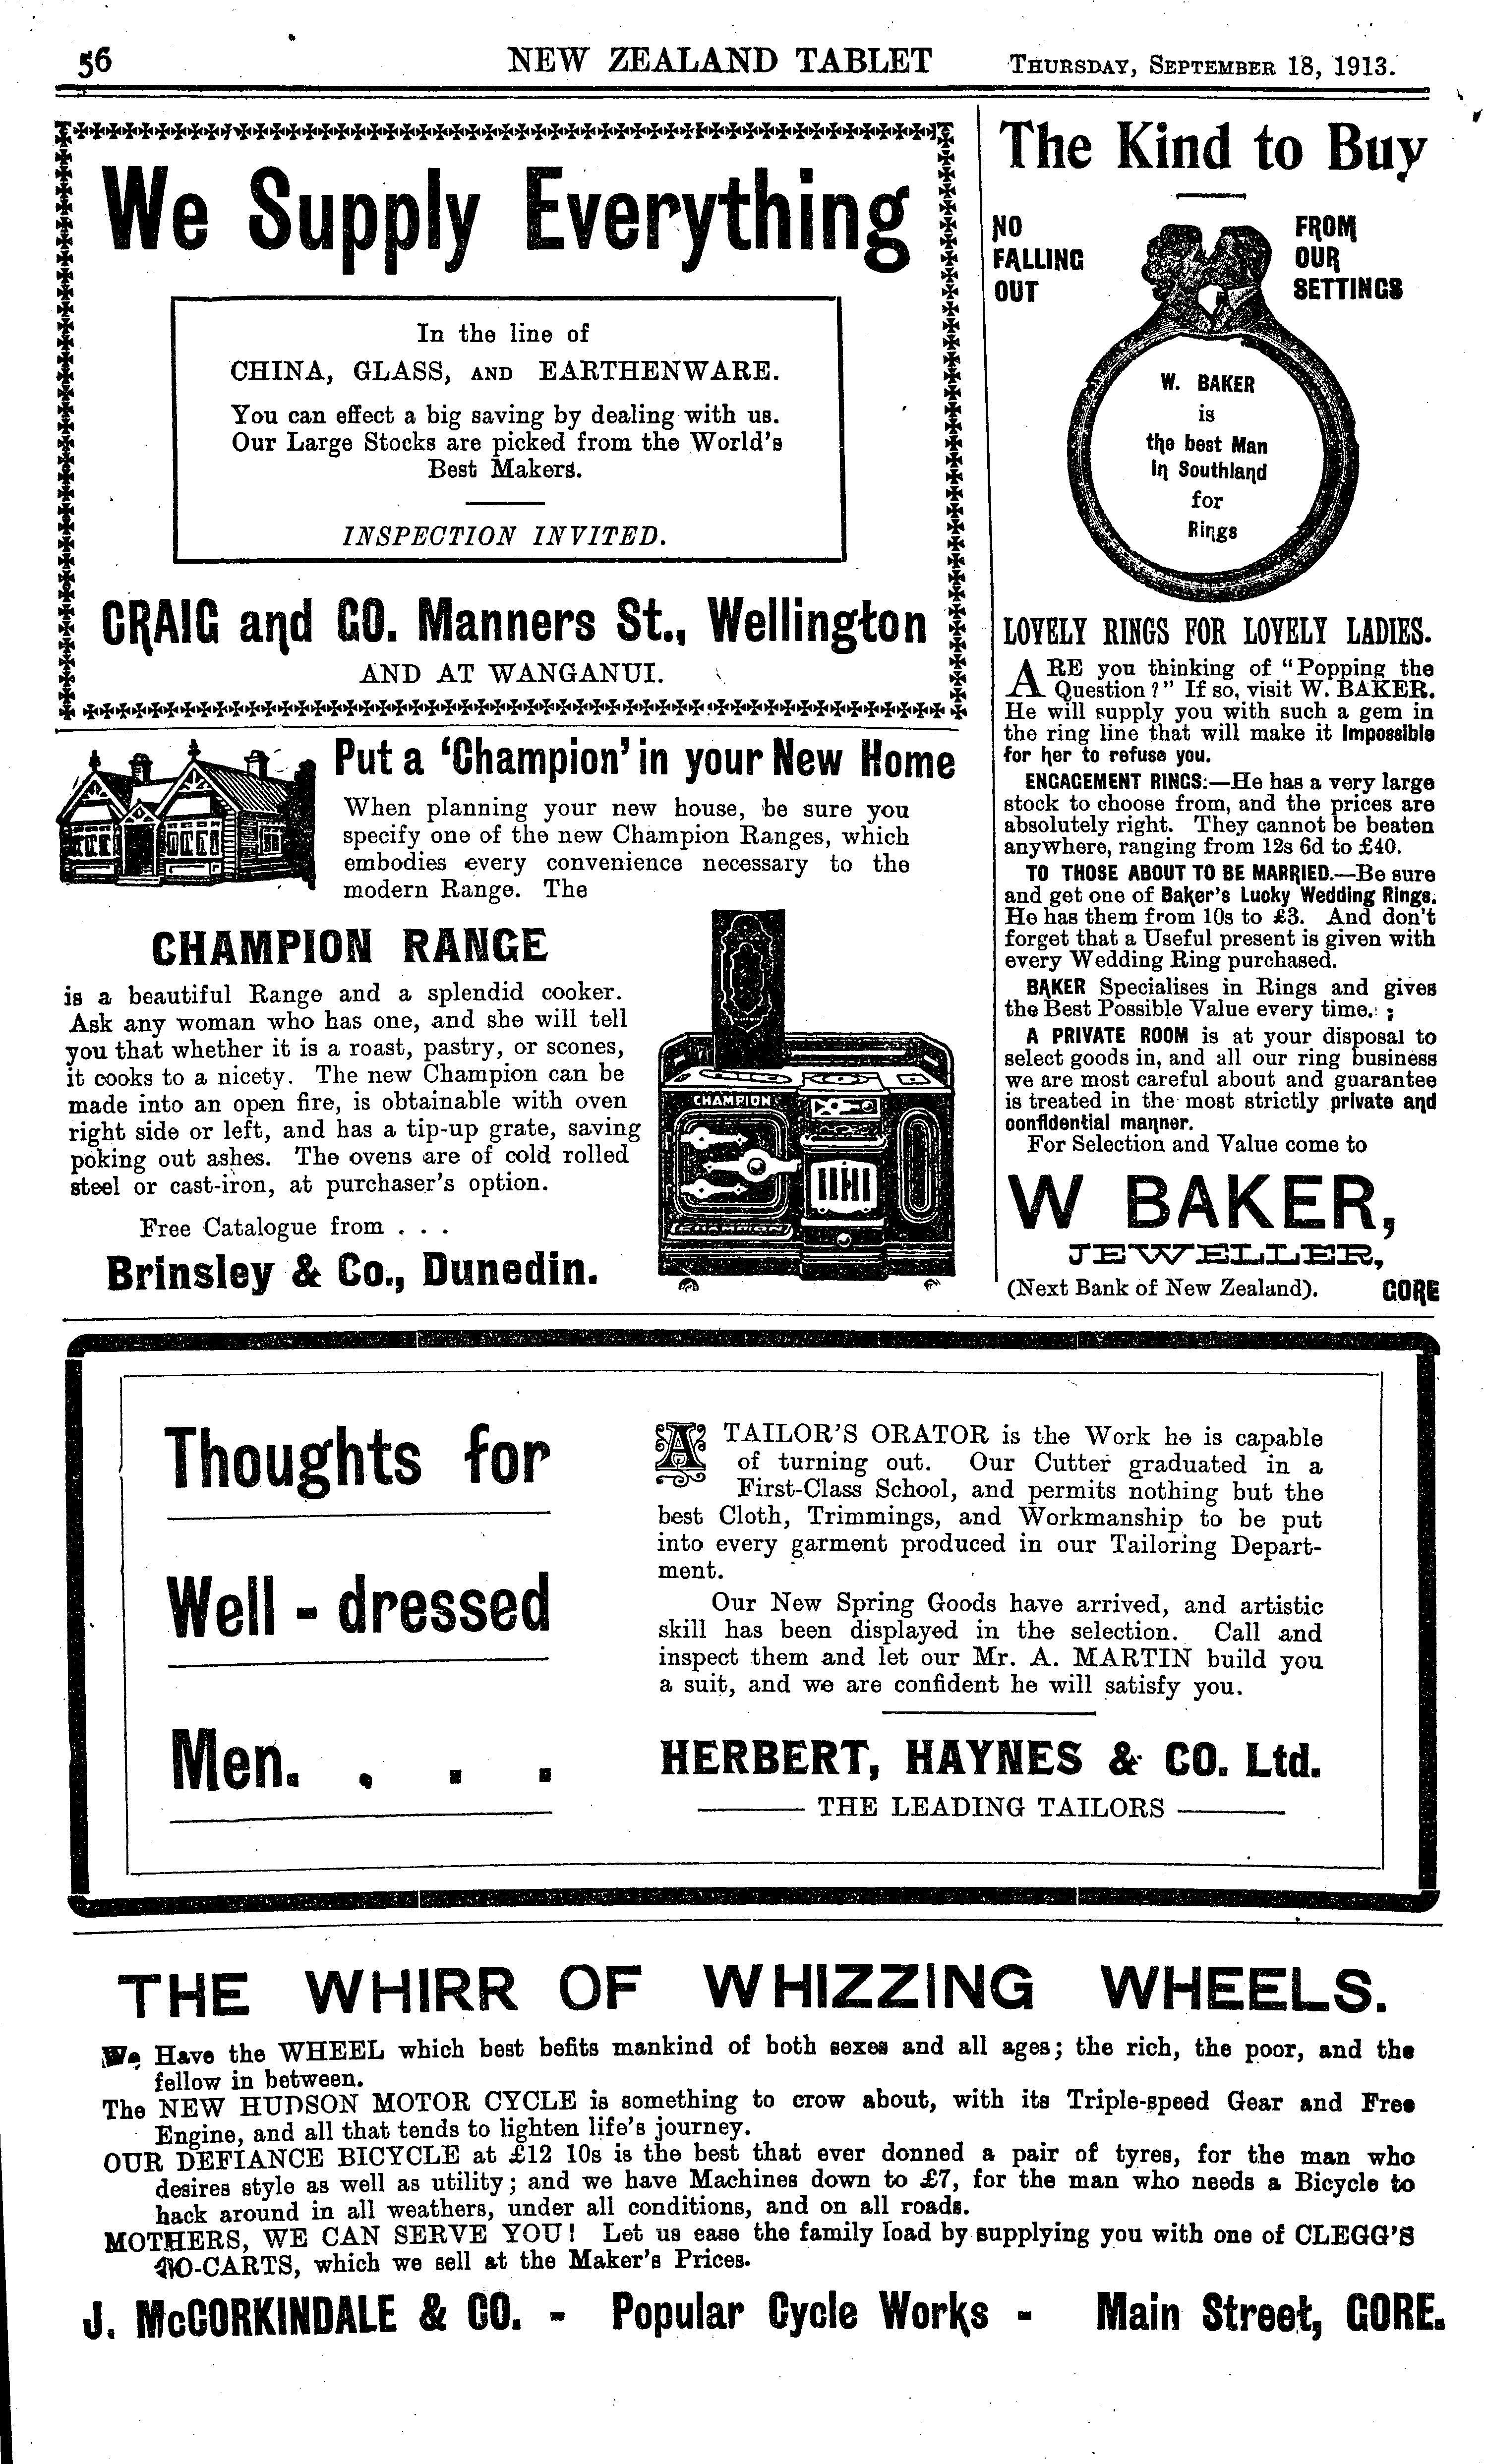 56
NEW ZEALAND TABLET
THURSDAY, SEPTEMBER 18, 1913.
We Supply Everything
In the line of
CHINA, GLASS, AND EARTHENWARE.
You can effect a big saving by dealing with us.
Our Large Stocks are picked from the World's
Best Makers.
INSPECTION INVITED.
CRAIG and CO. Manners St., Wellington
AND AT WANGANUI.
Put a 'Champion' in your New Home
When planning your new house, be sure you
specify one of the new Champion Ranges, which
embodies every convenience necessary to the
modern Range. The
CHAMPION RANGE
is a beautiful Range and a splendid cooker.
Ask any woman who has one, and she will tell
you that whether it is a roast, pastry, or scones,
it cooks to a nicety. The new Champion can be
made into an open fire, is obtainable with oven
right side or left, and has a tip-up grate, saving
poking out ashes. The ovens are of cold rolled
steel or cast-iron, at purchaser's option.
Free Catalogue from . . .
Brinsley & Co., Dunedin.
CHAMPION
CHAMPION
The Kind to Buy
NO
FALLING
OUT
FROM
OUR
SETTINGS
W. BAKER
is
the best Man
in Southland
for
Rings
LOVELY RINGS FOR LOVELY LADIES.
ARE you thinking of "Popping the
Question?" If so, visit W. BAKER.
He will supply you with such a gem in
the ring line that will make it Impossible
for her to refuse you.
ENGAGEMENT RINGS:—He has a very large
stock to choose from, and the prices are
absolutely right. They cannot be beaten
anywhere, ranging from 12s 6d to £40.
TO THOSE ABOUT TO BE MARRIED.—Be sure
and get one of Baker's Lucky Wedding Rings.
He has them from 10s to £3. And don't
forget that a Useful present is given with
every Wedding Ring purchased.
BAKER Specialises in Rings and gives
the Best Possible Value every time.
A PRIVATE ROOM is at your disposal to
select goods in, and all our ring business
we are most careful about and guarantee
is treated in the most strictly private and
confidential manner.
For Selection and Value come to
W BAKER,
JEWELLER,
(Next Bank of New Zealand). GORE
Thoughts for
Well - dressed
Men. . . .
A TAILOR'S ORATOR is the Work he is capable
of turning out. Our Cutter graduated in a
First-Class School, and permits nothing but the
best Cloth, Trimmings, and Workmanship to be put
into every garment produced in our Tailoring Depart-
ment.
Our New Spring Goods have arrived, and artistic
skill has been displayed in the selection. Call and
inspect them and let our Mr. A. MARTIN build you
a suit, and we are confident he will satisfy you.
HERBERT, HAYNES & CO. Ltd.
THE LEADING TAILORS
THE WHIRR OF WHIZZING WHEELS.
We Have the WHEEL which best befits mankind of both sexes and all ages; the rich, the poor, and the
fellow in between.
The NEW HUDSON MOTOR CYCLE is something to crow about, with its Triple-speed Gear and Free
Engine, and all that tends to lighten life's journey.
OUR DEFIANCE BICYCLE at £12 10s is the best that ever donned a pair of tyres, for the man who
desires style as well as utility; and we have Machines down to £7, for the man who needs a Bicycle to
hack around in all weathers, under all conditions, and on all roads.
MOTHERS, WE CAN SERVE YOU! Let us ease the family load by supplying you with one of CLEGG'S
GO-CARTS, which we sell at the Maker's Prices.
J. McCORKINDALE & CO. - Popular Cycle Works - Main Street, GORE.